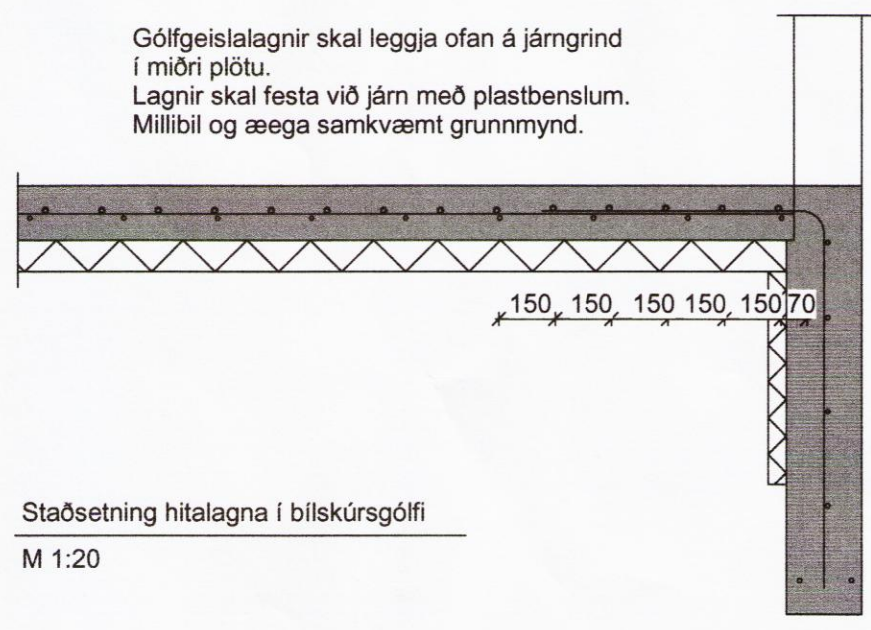 Gólfgeislalagnir skal leggja ofan á járngrind
í miðri plötu.
Lagnir skal festa við járn með plastbenslum.
Millibil og æega samkvæmt grunnmynd.
150 150 150 150 150 70
Staðsetning hitalagna í bílskúrsgólfi
M 1:20